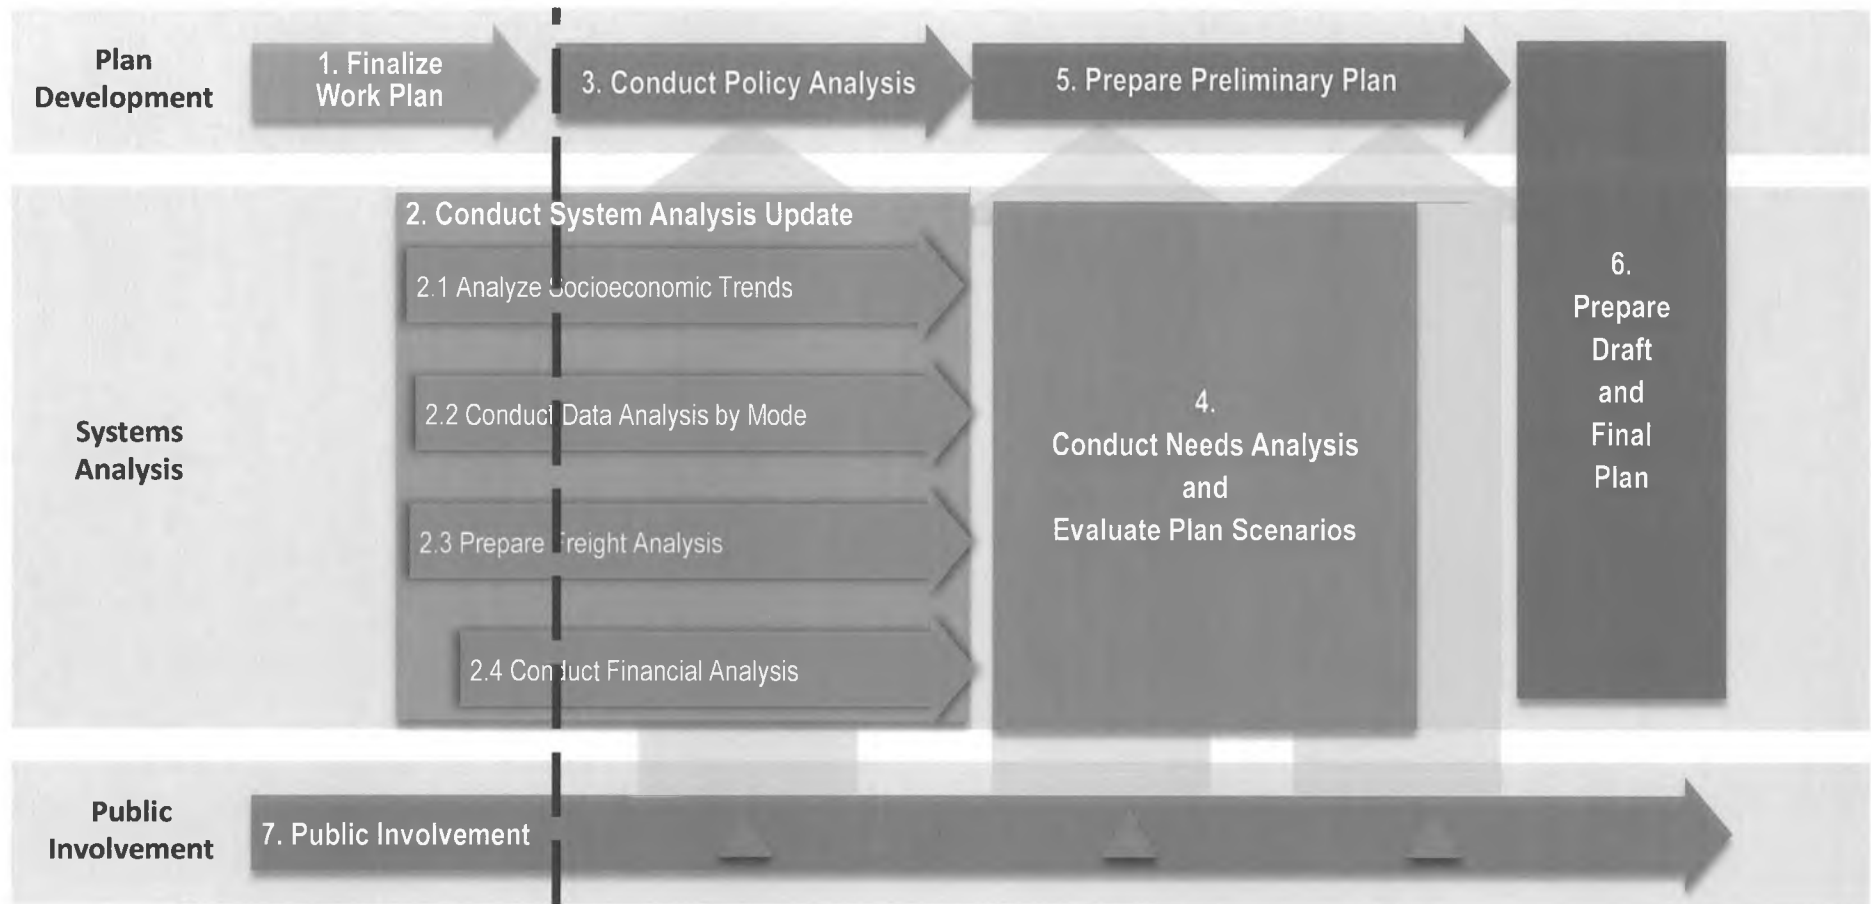 Plan
Development
1. Finalize
Work Plan
3. Conduct Policy Analysis
5. Prepare Preliminary Plan
2. Conduct System Analysis Update
2.1 Analyze Socioeconomic Trends
2.2 Conduct Data Analysis by Mode
2.3 Prepare Freight Analysis
2.4 Conduct Financial Analysis
Systems
Analysis
4.
Conduct Needs Analysis
and
Evaluate Plan Scenarios
6.
Prepare
Draft
and
Final
Plan
Public
Involvement
7. Public Involvement